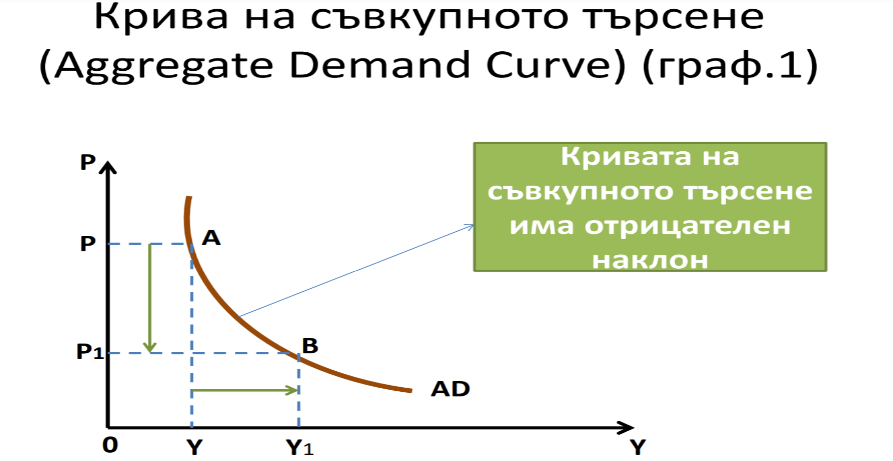 Крива на съвкупното търсене
(Aggregate Demand Curve) (граф.1)
P
Кривата на
съвкупното търсене
има отрицателен
наклон
P
A
P1
B
AD
0
Y
Y1
Y